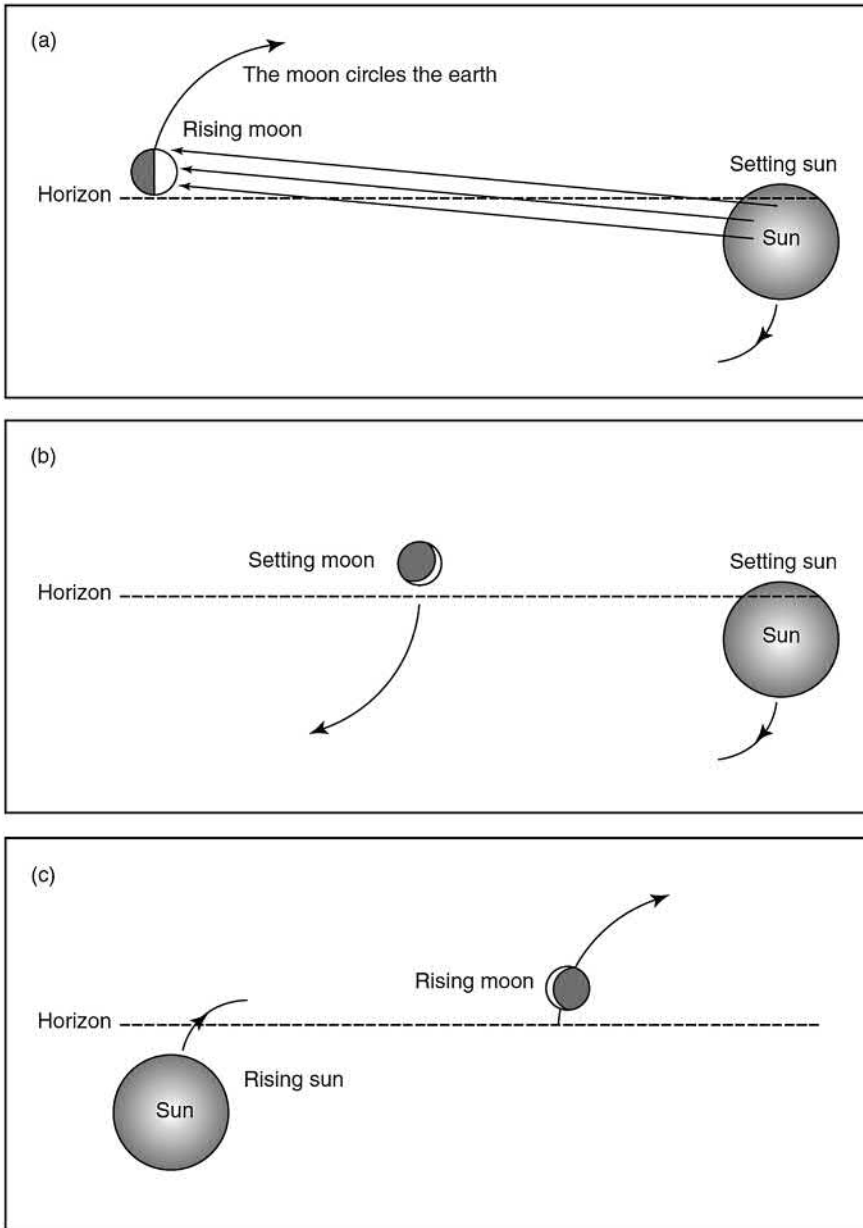 (a)
The moon circles the earth
Rising moon
Setting sun
Horizon
Sun
(b)
Setting moon
Setting sun
Horizon
Sun
(c)
Rising moon
Horizon
Rising sun
Sun